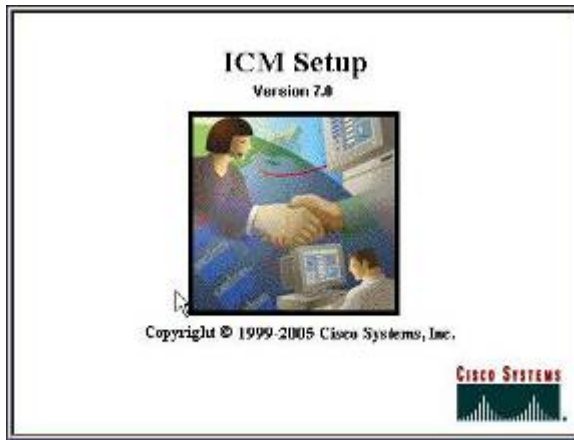 ICM Setup
Version 7.0
Copyright © 1999-2005 Cisco Systems, Inc.
CISCO SYSTEMS